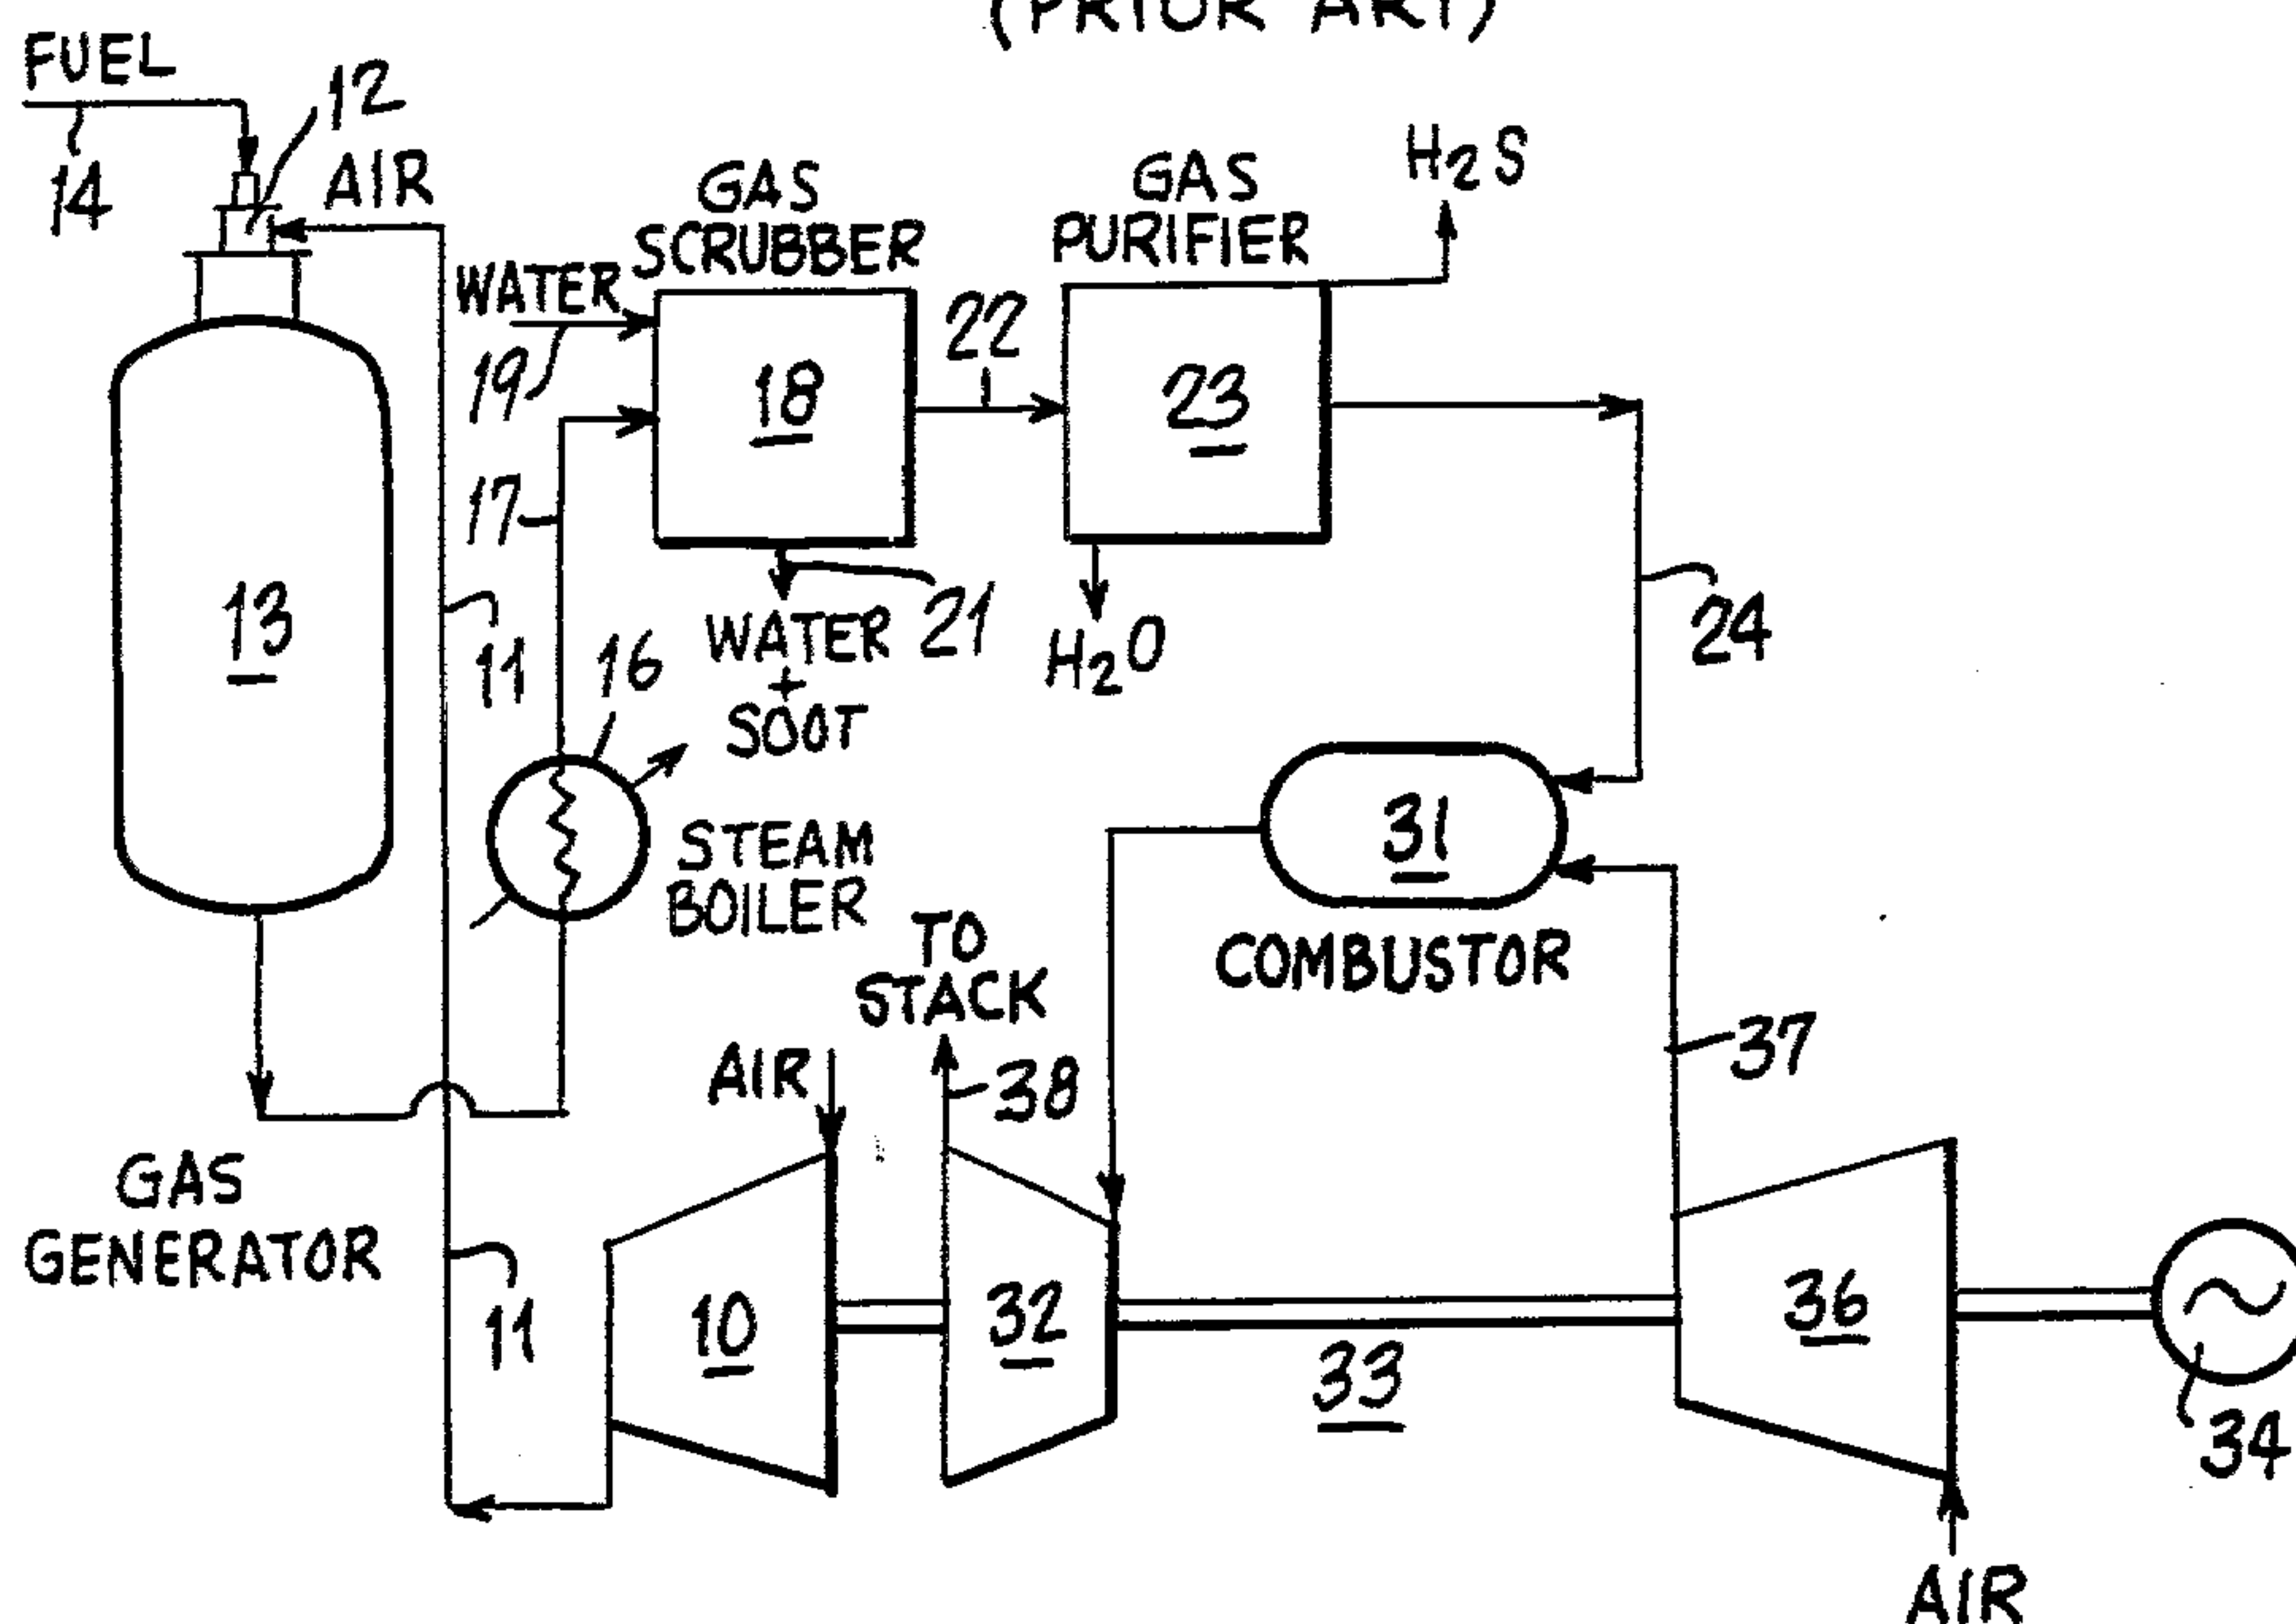 (PRIOR ART)
FUEL
12
14
AIR
GAS
SCRUBBER
GAS
PURIFIER
H2S
WATER
19
18
22
23
17
11
13
21
WATER
+
SOOT
H2O
24
16
STEAM
BOILER
31
COMBUSTOR
TO
STACK
38
AIR
37
GAS
GENERATOR
11
10
32
33
36
34
AIR